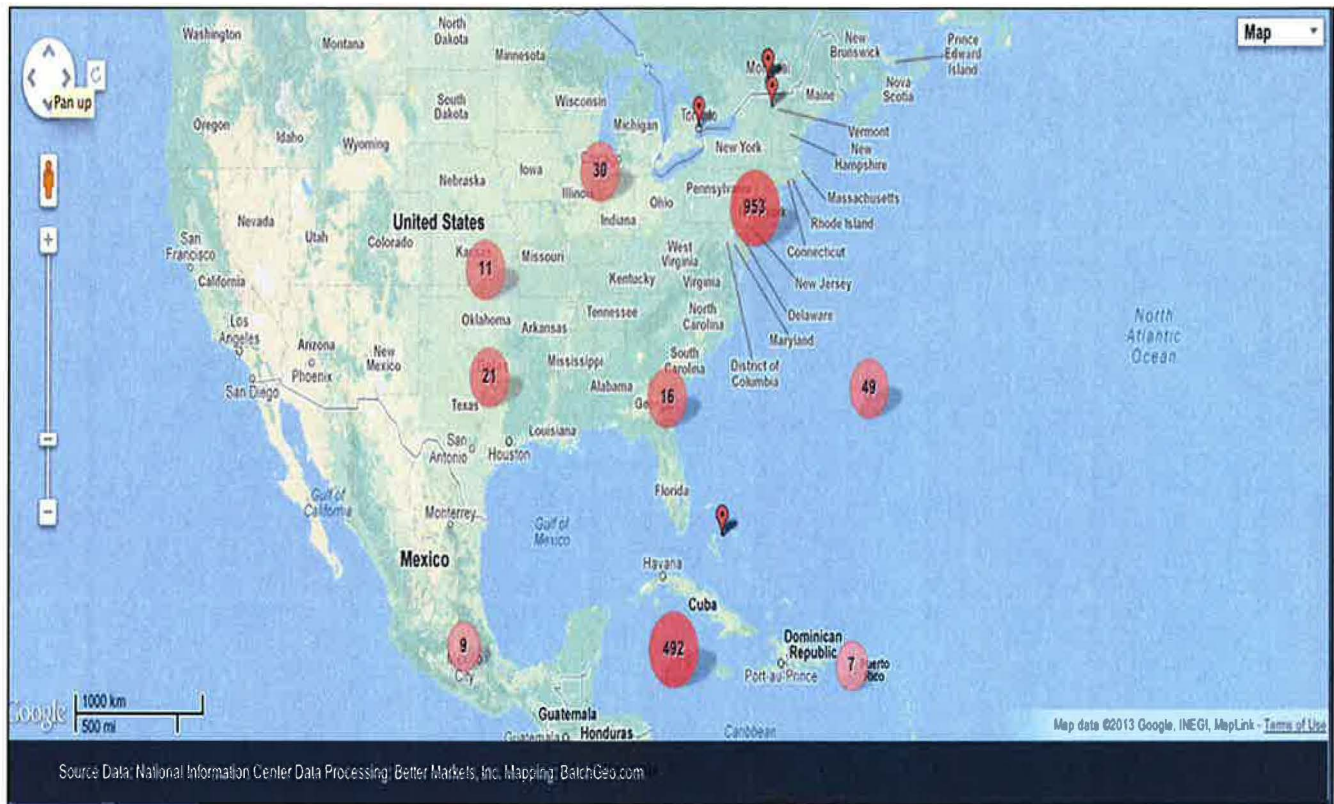 Map
Pan up
Washington
Montana
North
Dakota
Minnesota
South
Dakota
Wisconsin
Michigan
New
Brunswick
Prince
Edward
Island
Nova
Scotia
Maine
Oregon
Idaho
Wyoming
Nebraska
Iowa
30
Illinois
Indiana
Ohio
New York
Pennsylvania
953
Vermont
New
Hampshire
Massachusetts
Rhode Island
Connecticut
New Jersey
Delaware
Maryland
District of
Columbia
Nevada
Utah
Colorado
United States
San
Francisco
California
11
Missouri
West
Virginia
Kentucky
Virginia
Los
Angeles
Arizona
Phoenix
New
Mexico
Oklahoma
Arkansas
Tennessee
North
Carolina
San Diego
21
Texas
Mississippi
Alabama
South
Carolina
16
49
North
Atlantic
Ocean
San
Antonio
Houston
Louisiana
Florida
Gulf of
California
Monterrey
Gulf of
Mexico
Mexico
Havana
Cuba
9
City
492
Dominican
Republic
Port-au-Prince
7
Puerto
Rico
Guatemala
Guatemala
Honduras
Caribbean
Google
1000 km
500 mi
Map data ©2013 Google, INEGI, MapLink - Terms of Use
Source Data: National Information Center Data Processing: Better Markets, Inc. Mapping: BatchGeo.com